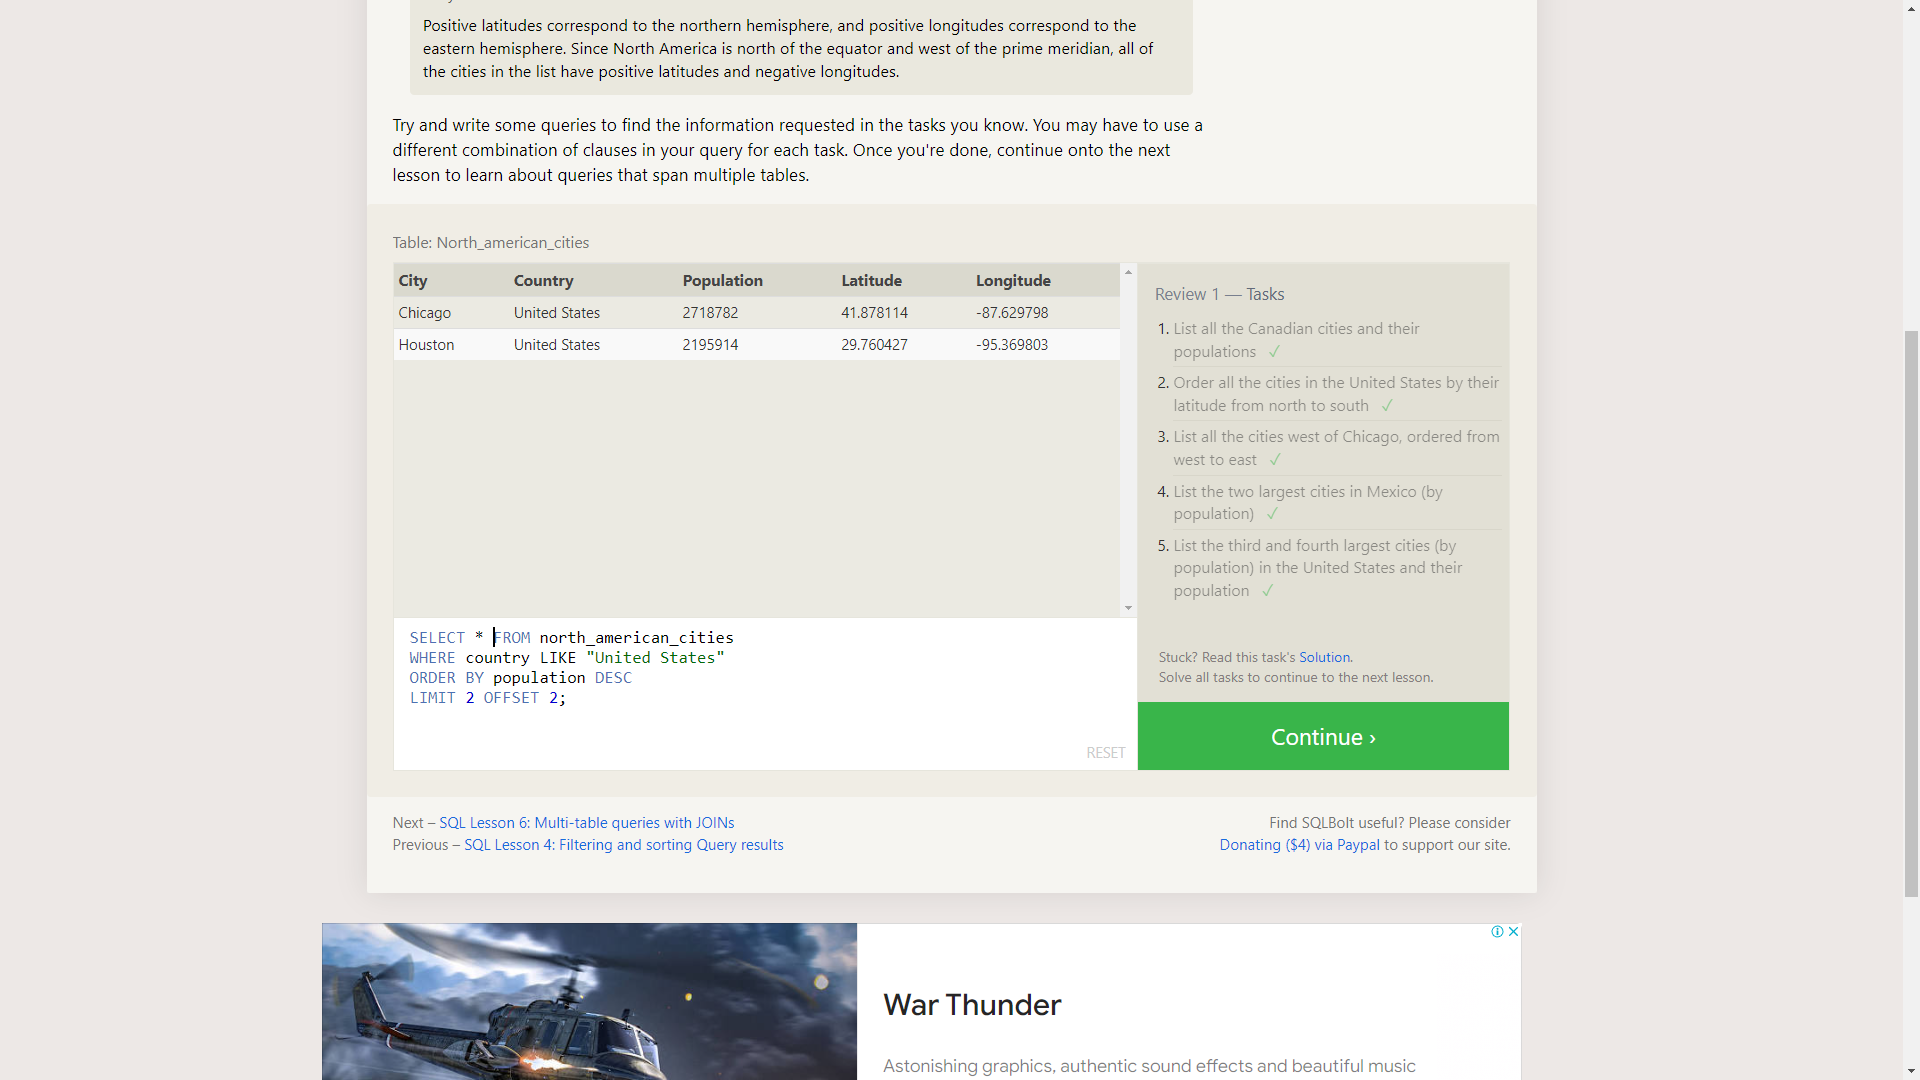 Positive latitudes correspond to the northern hemisphere, and positive longitudes correspond to the
eastern hemisphere. Since North America is north of the equator and west of the prime meridian, all of
the cities in the list have positive latitudes and negative longitudes.
Try and write some queries to find the information requested in the tasks you know. You may have to use a
different combination of clauses in your query for each task. Once you're done, continue onto the next
lesson to learn about queries that span multiple tables.
Table: North_american_cities
City Country Population Latitude Longitude
Chicago United States 2718782 41.878114 -87.629798
Houston United States 2195914 29.760427 -95.369803
SELECT * FROM north_american_cities
WHERE country LIKE "United States"
ORDER BY population DESC
LIMIT 2 OFFSET 2;
RESET
Review 1 — Tasks
1. List all the Canadian cities and their
populations ✓
2. Order all the cities in the United States by their
latitude from north to south ✓
3. List all the cities west of Chicago, ordered from
west to east ✓
4. List the two largest cities in Mexico (by
population) ✓
5. List the third and fourth largest cities (by
population) in the United States and their
population ✓
Stuck? Read this task's Solution.
Solve all tasks to continue to the next lesson.
Continue ›
Next – SQL Lesson 6: Multi-table queries with JOINs
Previous – SQL Lesson 4: Filtering and sorting Query results
Find SQLBolt useful? Please consider
Donating ($4) via Paypal to support our site.
War Thunder
Astonishing graphics, authentic sound effects and beautiful music